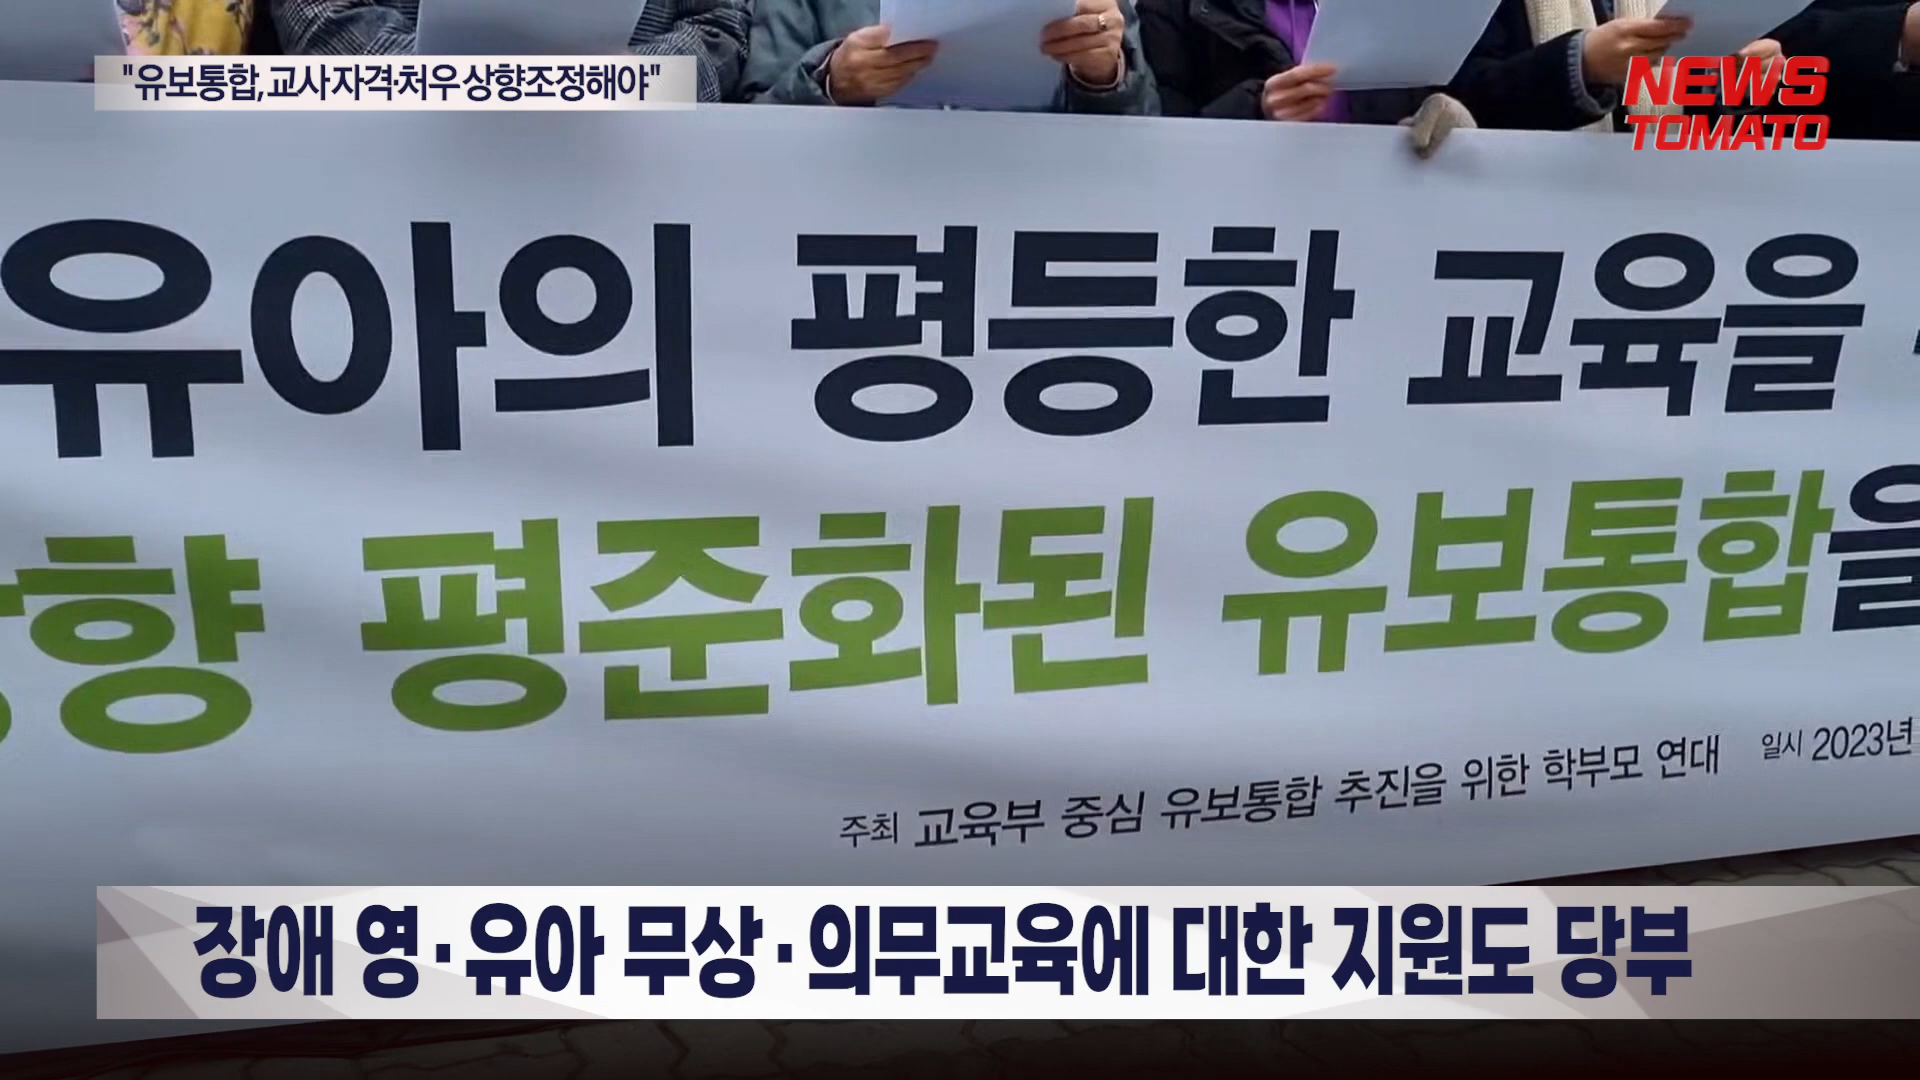 "유보통합, 교사 자격·처우 상향조정해야"
NEWS
TOMATO
유아의 평등한 교육을
향 평준화된 유보통합을
주최 교육부 중심 유보통합 추진을 위한 학부모 연대 일시 2023년
장애 영·유아 무상·의무교육에 대한 지원도 당부